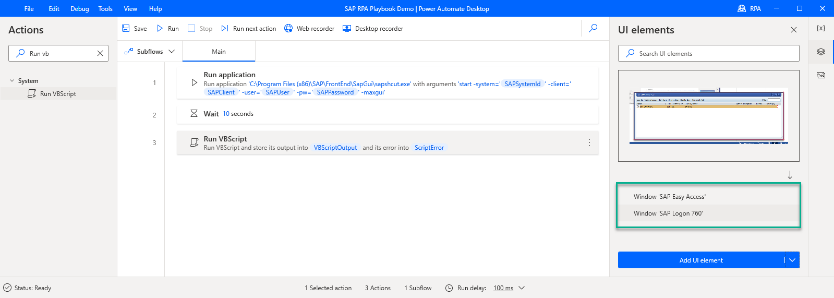 File Edit Debug Tools View Help SAP RPA Playbook Demo | Power Automate Desktop RPA
Actions
Run vb
System
Run VBScript
Save Run Stop Run next action Web recorder Desktop recorder
Subflows Main
1 Run application
Run application 'C:\Program Files (x86)\SAP\FrontEnd\SapGui\sapshcut.exe' with arguments 'start -system=' SAPSystemId ' -client='
SAPClient ' -user=' SAPUser ' -pw=' SAPPassword ' -maxgui'
2 Wait 10 seconds
3 Run VBScript
Run VBScript and store its output into VBScriptOutput and its error into ScriptError
UI elements
Search UI elements
Window 'SAP Easy Access'
Window 'SAP Logon 760'
Add UI element
Status: Ready 1 Selected action 3 Actions 1 Subflow Run delay: 100 ms